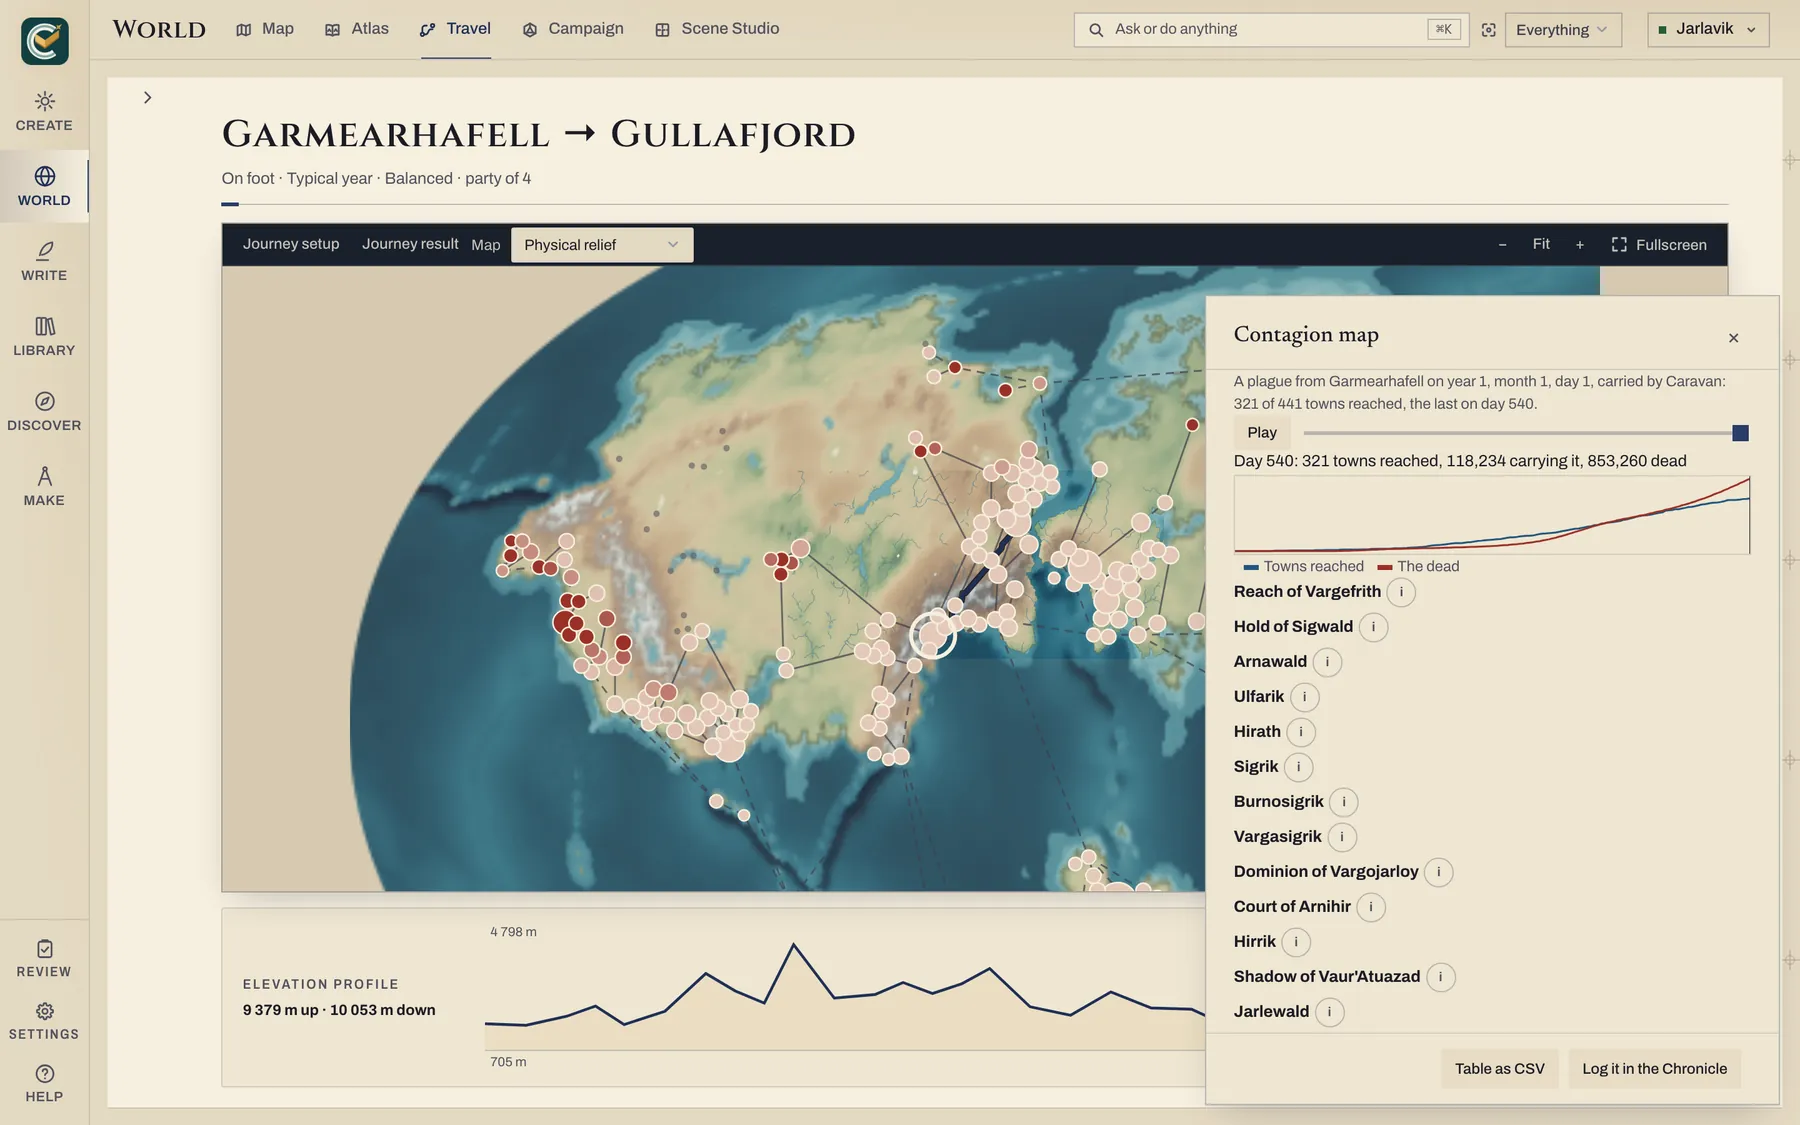 WORLD
Map
Atlas
Travel
Campaign
Scene Studio
Ask or do anything
⌘K
Everything
Jarlavik
CREATE
WORLD
WRITE
LIBRARY
DISCOVER
MAKE
REVIEW
SETTINGS
HELP
GARMEARHAFELL → GULLAFJORD
On foot · Typical year · Balanced · party of 4
Journey setup
Journey result
Map
Physical relief
− Fit +
Fullscreen
Contagion map
×
A plague from Garmearhafell on year 1, month 1, day 1, carried by Caravan:
321 of 441 towns reached, the last on day 540.
Play
Day 540: 321 towns reached, 118,234 carrying it, 853,260 dead
Towns reached
The dead
Reach of Vargefrith i
Hold of Sigwald i
Arnawald i
Ulfarik i
Hirath i
Sigrik i
Burnosigrik i
Vargasigrik i
Dominion of Vargojarloy i
Court of Arnihir i
Hirrik i
Shadow of Vaur'Atuazad i
Jarlewald i
Table as CSV
Log it in the Chronicle
ELEVATION PROFILE
9 379 m up · 10 053 m down
4 798 m
705 m